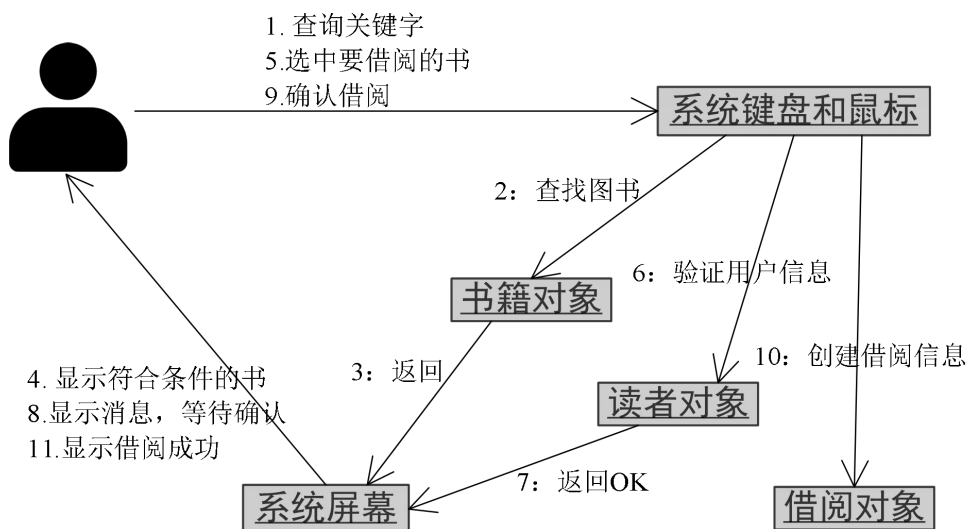 1. 查询关键字
5.选中要借阅的书
9.确认借阅
系统键盘和鼠标
2：查找图书
6：验证用户信息
书籍对象
10：创建借阅信息
3：返回
4. 显示符合条件的书
8.显示消息，等待确认
11.显示借阅成功
读者对象
7：返回OK
系统屏幕
借阅对象